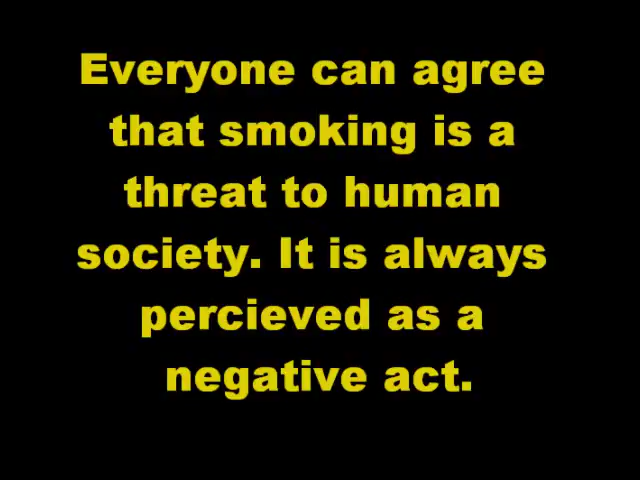 Everyone can agree
that smoking is a
threat to human
society. It is always
percieved as a
negative act.